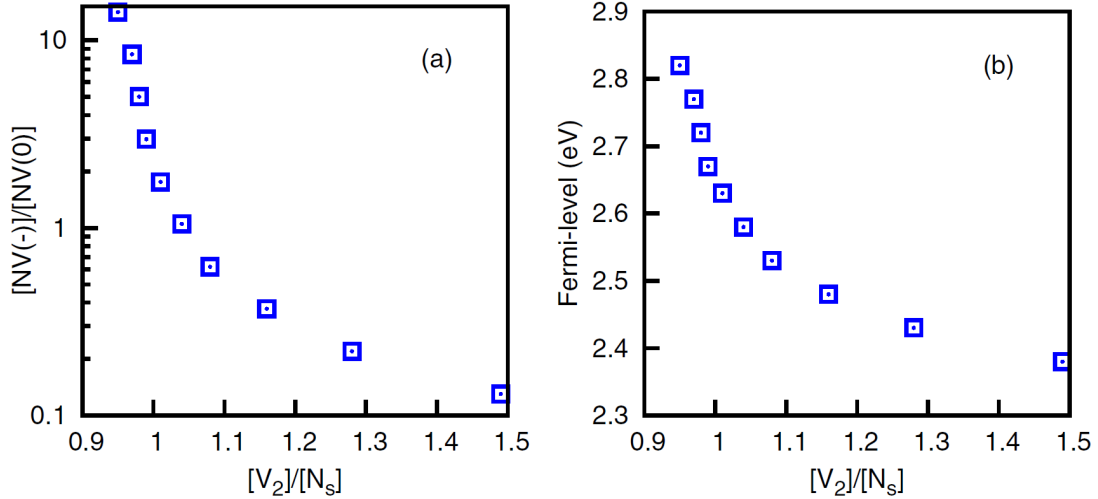 (a)
[NV(-)]/[NV(0)]
10
1
0.1
0.9 1 1.1 1.2 1.3 1.4 1.5
[V2]/[Ns]
(b)
Fermi-level (eV)
2.9
2.8
2.7
2.6
2.5
2.4
2.3
0.9 1 1.1 1.2 1.3 1.4 1.5
[V2]/[Ns]